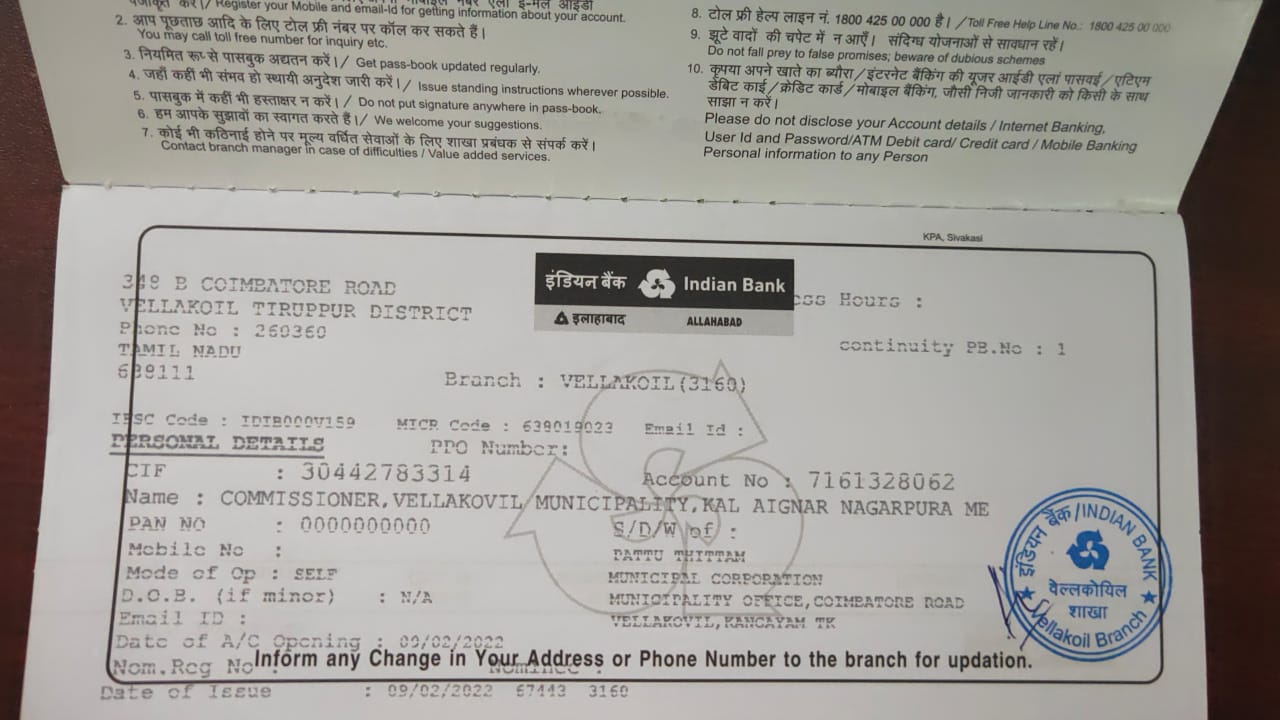 पंजीकृत करें / Register your Mobile and email-Id for getting information about your account.
2. आप पूछताछ आदि के लिए टोल फ्री नंबर पर कॉल कर सकते हैं।
You may call toll free number for inquiry etc.
3. नियमित रूप से पासबुक अद्यतन करें। / Get pass-book updated regularly.
4. जहाँ कहीं भी संभव हो स्थायी अनुदेश जारी करें। / Issue standing instructions wherever possible.
5. पासबुक में कहीं भी हस्ताक्षर न करें। / Do not put signature anywhere in pass-book.
6. हम आपके सुझावों का स्वागत करते हैं। / We welcome your suggestions.
7. कोई भी कठिनाई होने पर मूल्य वर्धित सेवाओं के लिए शाखा प्रबंधक से संपर्क करें।
Contact branch manager in case of difficulties / Value added services.
8. टोल फ्री हेल्प लाइन नं. 1800 425 00 000 है। / Toll Free Help Line No.: 1800 425 00 000
9. झूटे वादों की चपेट में न आएँ। संदिग्ध योजनाओं से सावधान रहें।
Do not fall prey to false promises; beware of dubious schemes
10. कृपया अपने खाते का ब्यौरा / इंटरनेट बैंकिंग की यूजर आईडी एलां पासवर्ड / एटिएम
डेबिट कार्ड / क्रेडिट कार्ड / मोबाइल बैंकिंग, जौसी निजी जानकारी को किसी के साथ
साझा न करें।
Please do not disclose your Account details / Internet Banking,
User Id and Password/ATM Debit card/ Credit card / Mobile Banking
Personal information to any Person
KPA, Sivakasi
इंडियन बैंक Indian Bank
इलाहाबाद ALLAHABAD
349 B COIMBATORE ROAD
VELLAKOIL TIRUPPUR DISTRICT
Phone No : 260360
TAMIL NADU
639111
Hours :
continuity PB.No : 1
Branch : VELLAKOIL(3160)
IFSC Code : IDIB000V159 MICR Code : 639019023 Email Id :
PERSONAL DETAILS PPO Number:
CIF : 30442783314 Account No : 7161328062
Name : COMMISSIONER,VELLAKOVIL MUNICIPALITY,KAL AIGNAR NAGARPURA ME
PAN NO : 0000000000 S/D/W of :
Mobile No :
PATTU THITTAM
Mode of Op : SELF
MUNICIPAL CORPORATION
D.O.B. (if minor) : N/A
MUNICIPALITY OFFICE,COIMBATORE ROAD
Email ID :
VELLAKOVIL,KANGAYAM TK
Date of A/C Opening : 09/02/2022
Nom.Reg No Nominee :
Inform any Change in Your Address or Phone Number to the branch for updation.
Date of Issue : 09/02/2022 67443 3160
इंडियन बैंक/INDIAN BANK
वेल्लकोयिल
शाखा
Vellakoil Branch